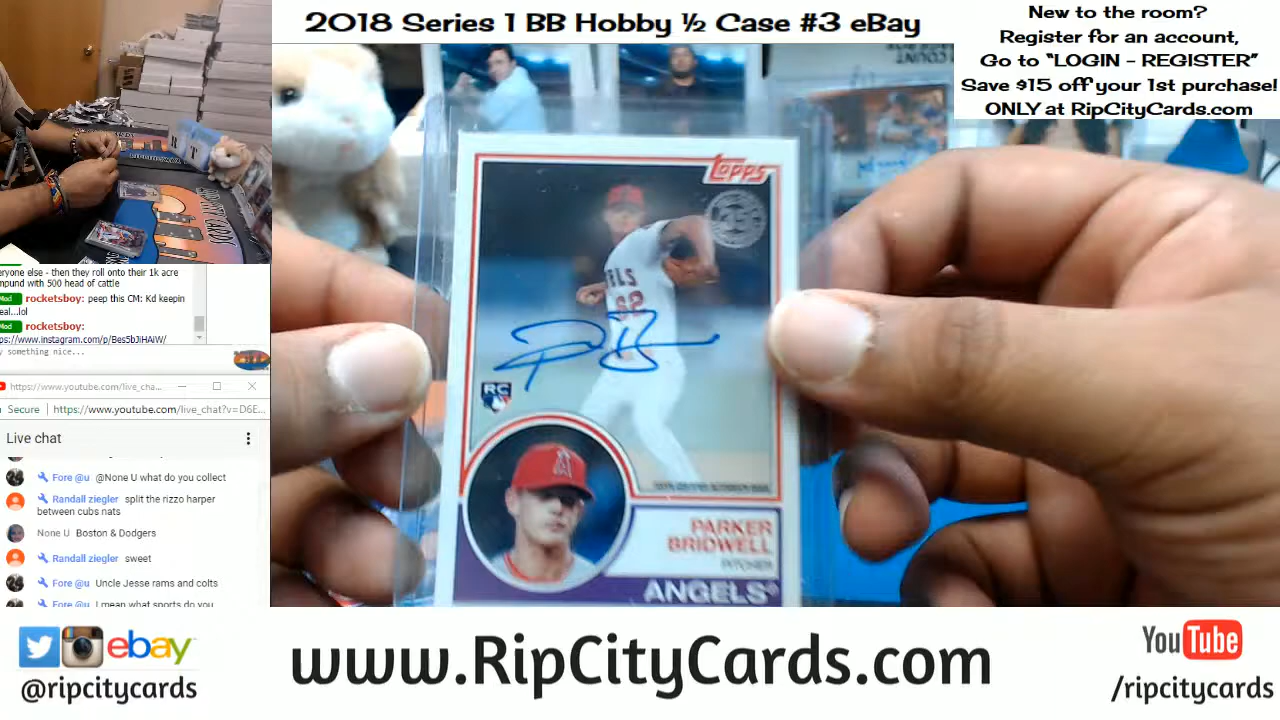 2018 Series 1 BB Hobby ½ Case #3 eBay
New to the room?
Register for an account,
Go to “LOGIN - REGISTER”
Save $15 off your 1st purchase!
ONLY at RipCityCards.com
Topps
35
RC
62
PARKER
BRIDWELL
PITCHER
ANGELS
eryone else - then they roll onto their 1k acre
mpund with 500 head of cattle
Mod rocketsboy: peep this CM: Kd keepin
eal...lol
Mod rocketsboy:
ps://www.instagram.com/p/Bes5bJIHAIW/
y something nice...
https://www.youtube.com/live_cha...
Secure https://www.youtube.com/live_chat?v=D6E...
Live chat
Fore @u @None U what do you collect
Randall ziegler split the rizzo harper
between cubs nats
None U Boston & Dodgers
Randall ziegler sweet
Fore @u Uncle Jesse rams and colts
Fore @u I mean what sports do you
ebay
@ripcitycards
www.RipCityCards.com
YouTube
/ripcitycards